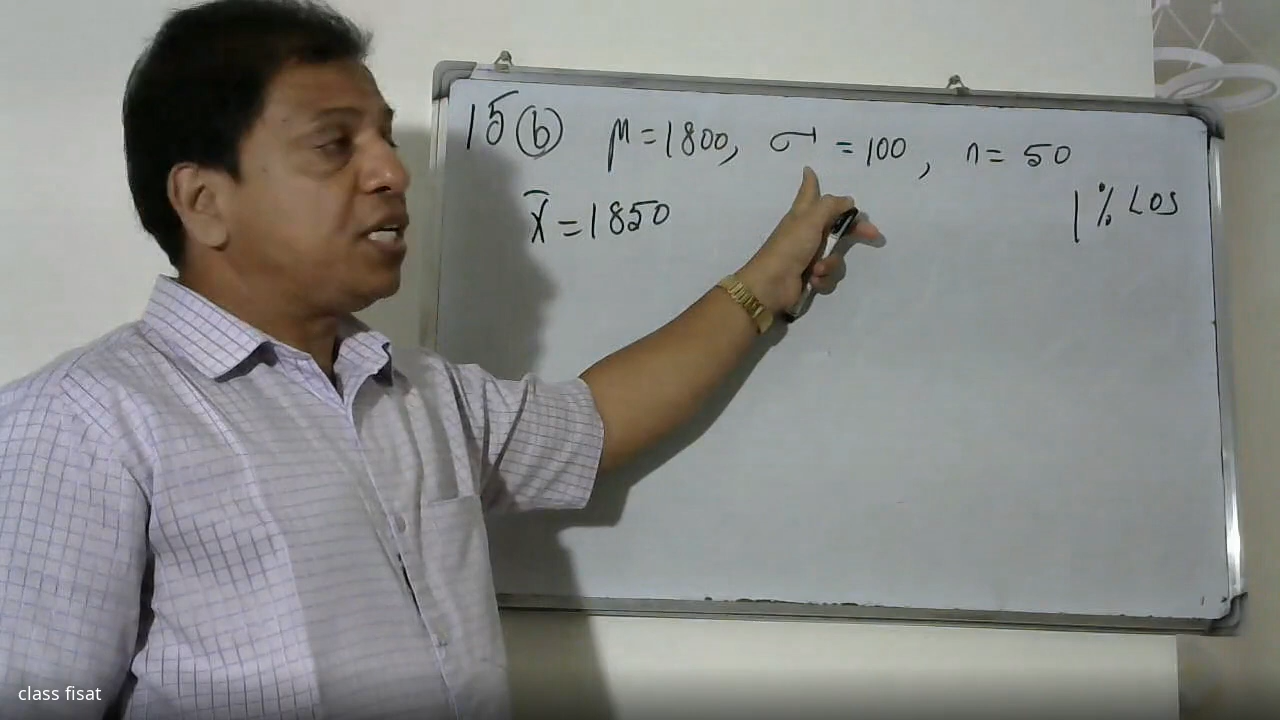 15 (b) μ = 1800, σ = 100, n = 50
x̄ = 1850
1% LOS
class fisat